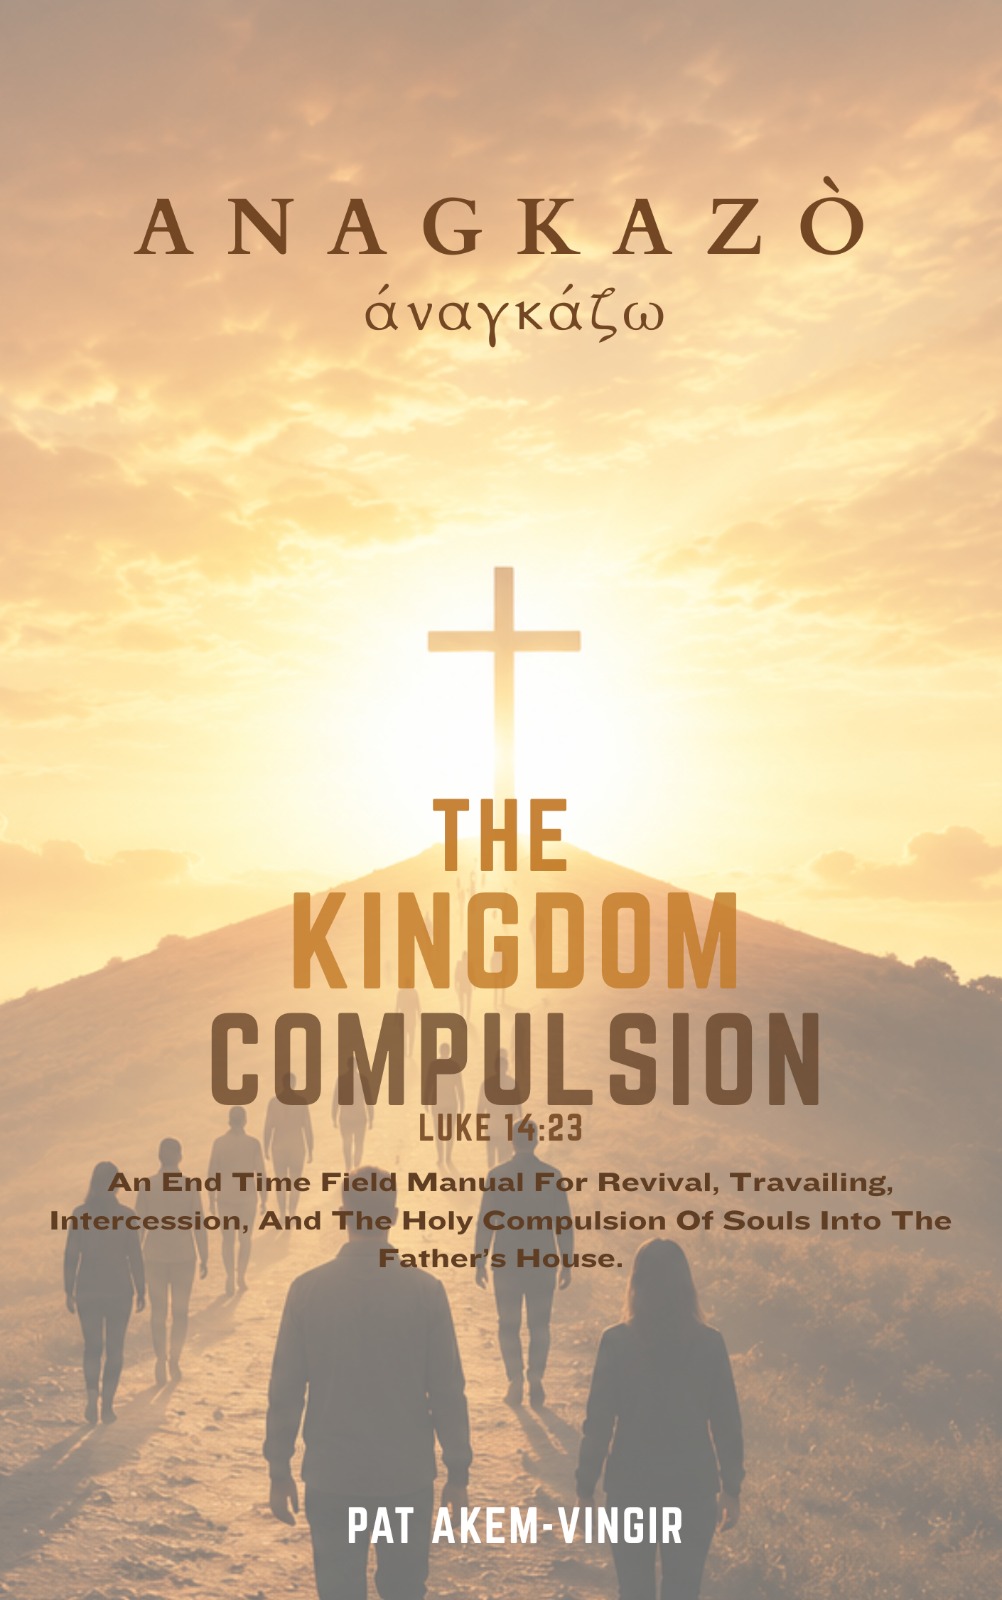 ANAGKAZÒ
άναγκάζω
THE
KINGDOM
COMPULSION
LUKE 14:23
An End Time Field Manual For Revival, Travailing,
Intercession, And The Holy Compulsion Of Souls Into The
Father's House.
PAT AKEM-VINGIR